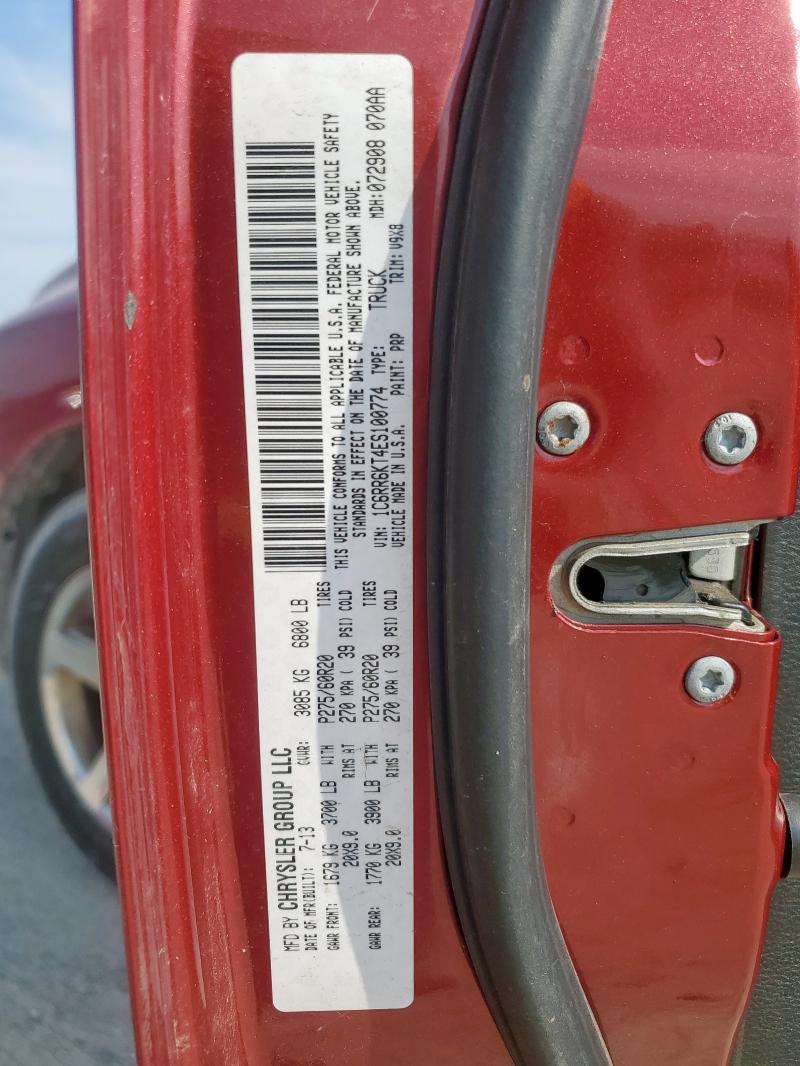 MFD BY CHRYSLER GROUP LLC
DATE OF MFR(BUILT): 7-13 GVWR: 3085 KG 6800 LB
GAWR FRONT: 1679 KG 3700 LB WITH P275/60R20 TIRES
20X9.0 RIMS AT 270 KPA( 39 PSI) COLD
GAWR REAR: 1770 KG 3900 LB WITH P275/60R20 TIRES
20X9.0 RIMS AT 270 KPA( 39 PSI) COLD
THIS VEHICLE CONFORMS TO ALL APPLICABLE U.S.A. FEDERAL MOTOR VEHICLE SAFETY
STANDARDS IN EFFECT ON THE DATE OF MANUFACTURE SHOWN ABOVE.
VIN: 1C6RR6KT4ES100774 TYPE: TRUCK MDH:072908 070AA
VEHICLE MADE IN U.S.A. PAINT: PRP TRIM: V9X8